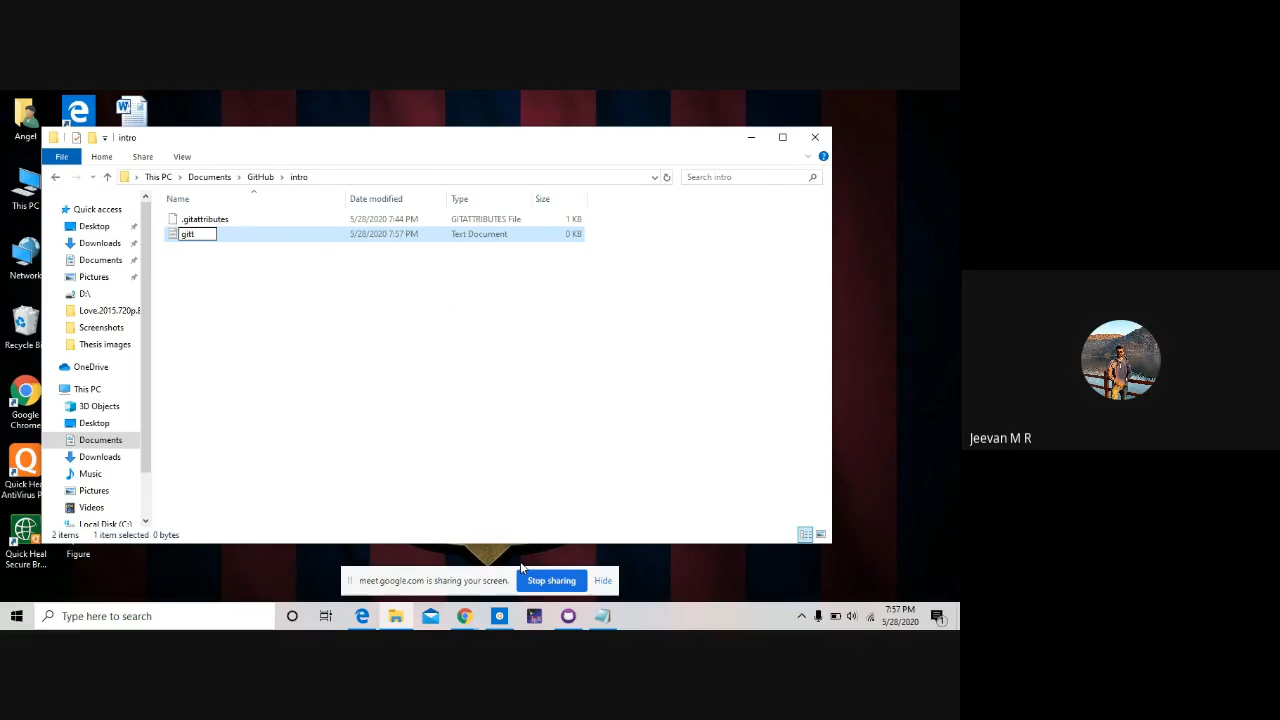 Angel
intro
File Home Share View
This PC Documents GitHub intro
Search intro
This PC
Network
Recycle Bi
Google
Chrome
Quick Hea
AntiVirus P
Quick Heal
Secure Br...
Figure
Quick access
Desktop
Downloads
Documents
Pictures
D:\
Love.2015.720p.B
Screenshots
Thesis images
OneDrive
This PC
3D Objects
Desktop
Documents
Downloads
Music
Pictures
Videos
Local Disk (C:)
Name Date modified Type Size
.gitattributes 5/28/2020 7:44 PM GITATTRIBUTES File 1 KB
gitt 5/28/2020 7:57 PM Text Document 0 KB
2 items 1 item selected 0 bytes
meet.google.com is sharing your screen. Stop sharing Hide
Type here to search
7:57 PM
5/28/2020
Jeevan M R